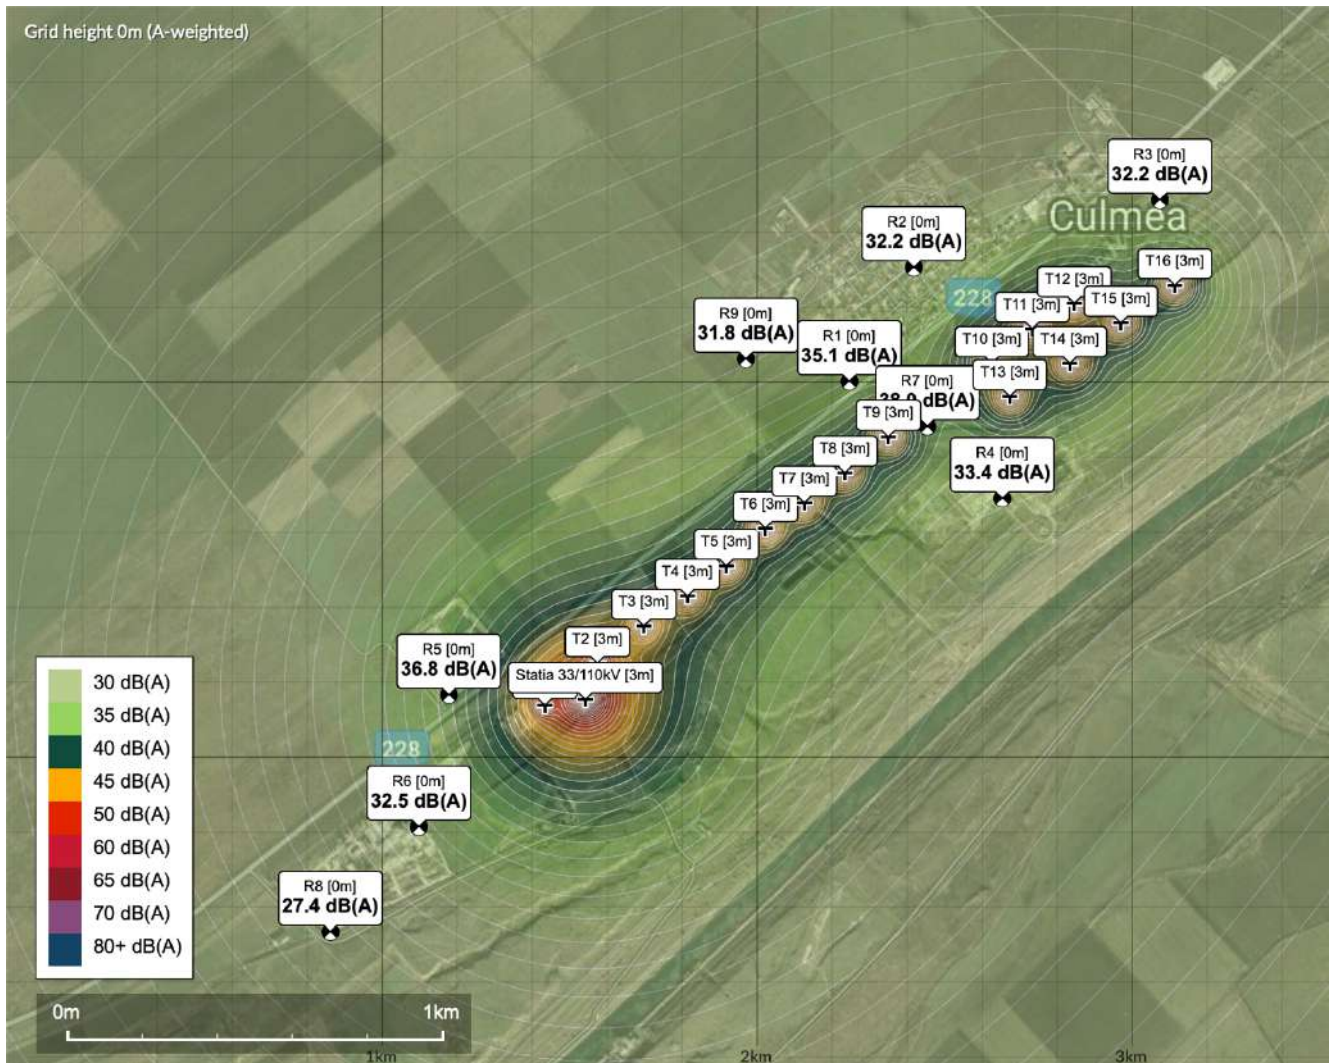 Grid height 0m (A-weighted)
R3 [0m]
32.2 dB(A)
Culmea
R2 [0m]
32.2 dB(A)
T16 [3m]
T12 [3m]
228
T11 [3m]
T15 [3m]
R9 [0m]
31.8 dB(A)
R1 [0m]
35.1 dB(A)
T10 [3m]
T14 [3m]
R7 [0m]
T13 [3m]
T9 [3m]
T8 [3m]
R4 [0m]
33.4 dB(A)
T7 [3m]
T6 [3m]
T5 [3m]
T4 [3m]
T3 [3m]
T2 [3m]
R5 [0m]
36.8 dB(A)
Statia 33/110kV [3m]
228
R6 [0m]
32.5 dB(A)
R8 [0m]
27.4 dB(A)
30 dB(A)
35 dB(A)
40 dB(A)
45 dB(A)
50 dB(A)
60 dB(A)
65 dB(A)
70 dB(A)
80+ dB(A)
0m 1km
1km 2km 3km